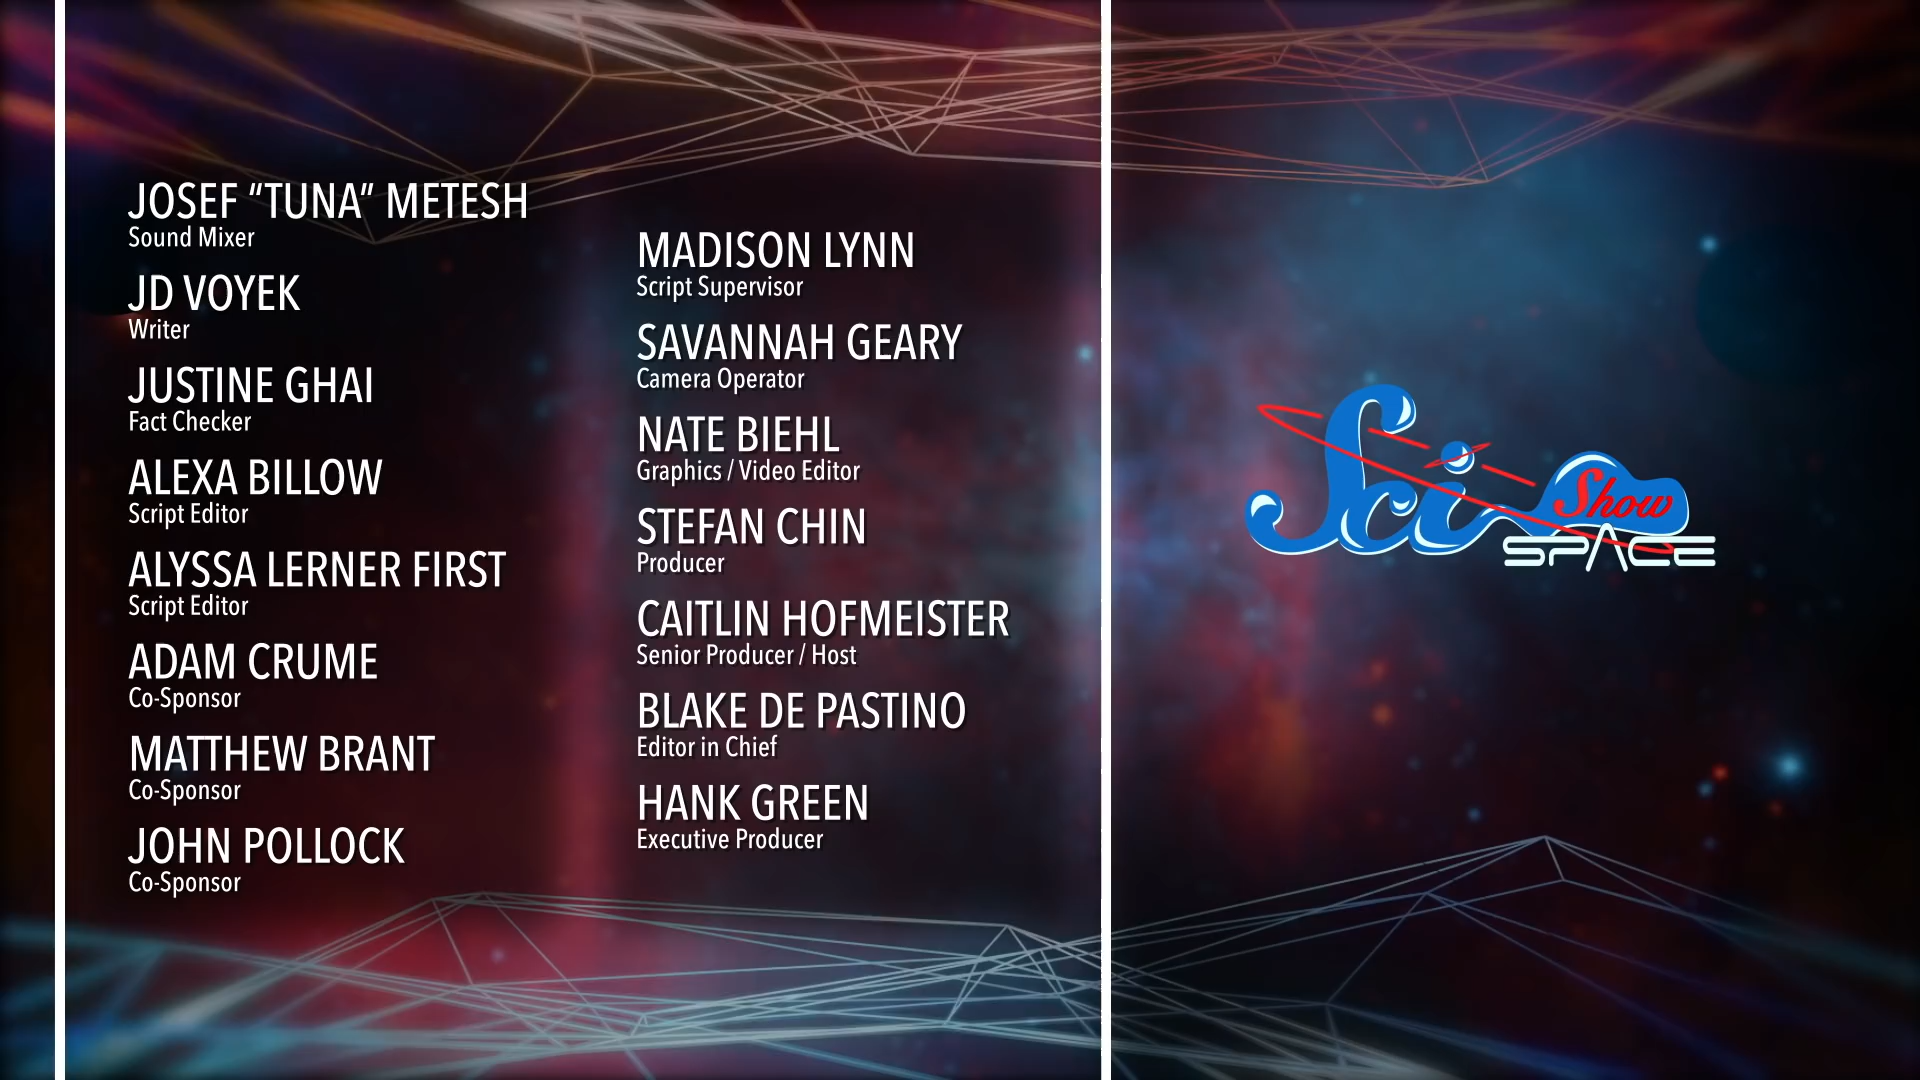 JOSEF “TUNA” METESH
Sound Mixer
JD VOYEK
Writer
JUSTINE GHAI
Fact Checker
ALEXA BILLOW
Script Editor
ALYSSA LERNER FIRST
Script Editor
ADAM CRUME
Co-Sponsor
MATTHEW BRANT
Co-Sponsor
JOHN POLLOCK
Co-Sponsor
MADISON LYNN
Script Supervisor
SAVANNAH GEARY
Camera Operator
NATE BIEHL
Graphics / Video Editor
STEFAN CHIN
Producer
CAITLIN HOFMEISTER
Senior Producer / Host
BLAKE DE PASTINO
Editor in Chief
HANK GREEN
Executive Producer
Sci Show
SPACE